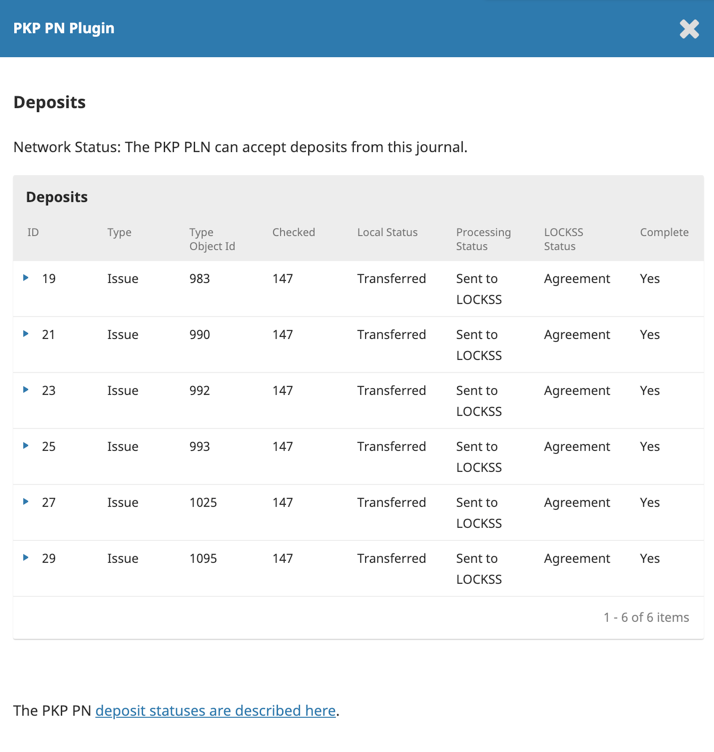 PKP PN Plugin
Deposits
Network Status: The PKP PLN can accept deposits from this journal.
Deposits
ID Type Type Object Id Checked Local Status Processing Status LOCKSS Status Complete
19 Issue 983 147 Transferred Sent to LOCKSS Agreement Yes
21 Issue 990 147 Transferred Sent to LOCKSS Agreement Yes
23 Issue 992 147 Transferred Sent to LOCKSS Agreement Yes
25 Issue 993 147 Transferred Sent to LOCKSS Agreement Yes
27 Issue 1025 147 Transferred Sent to LOCKSS Agreement Yes
29 Issue 1095 147 Transferred Sent to LOCKSS Agreement Yes
1 - 6 of 6 items
The PKP PN deposit statuses are described here.